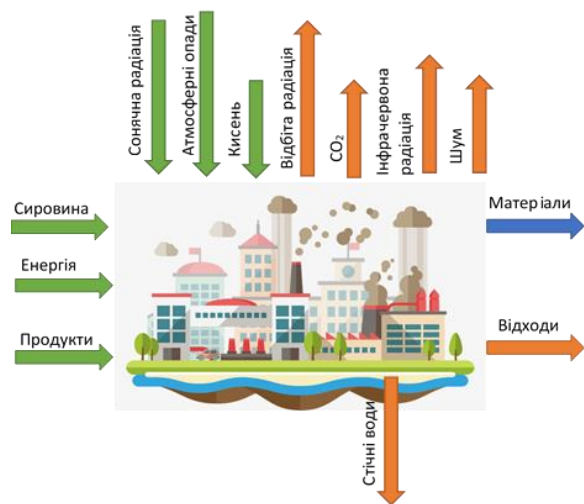 Сонячна радіація
Атмосферні опади
Кисень
Відбита радіація
CO₂
Інфрачервона
радіація
Шум
Сировина
Енергія
Продукти
Матеріали
Відходи
Стічні води